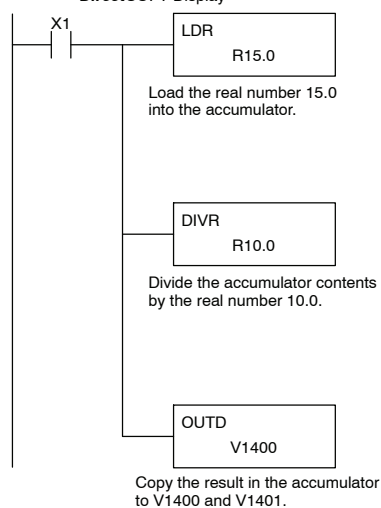 X1
LDR
R15.0
Load the real number 15.0
into the accumulator.
DIVR
R10.0
Divide the accumulator contents
by the real number 10.0.
OUTD
V1400
Copy the result in the accumulator
to V1400 and V1401.